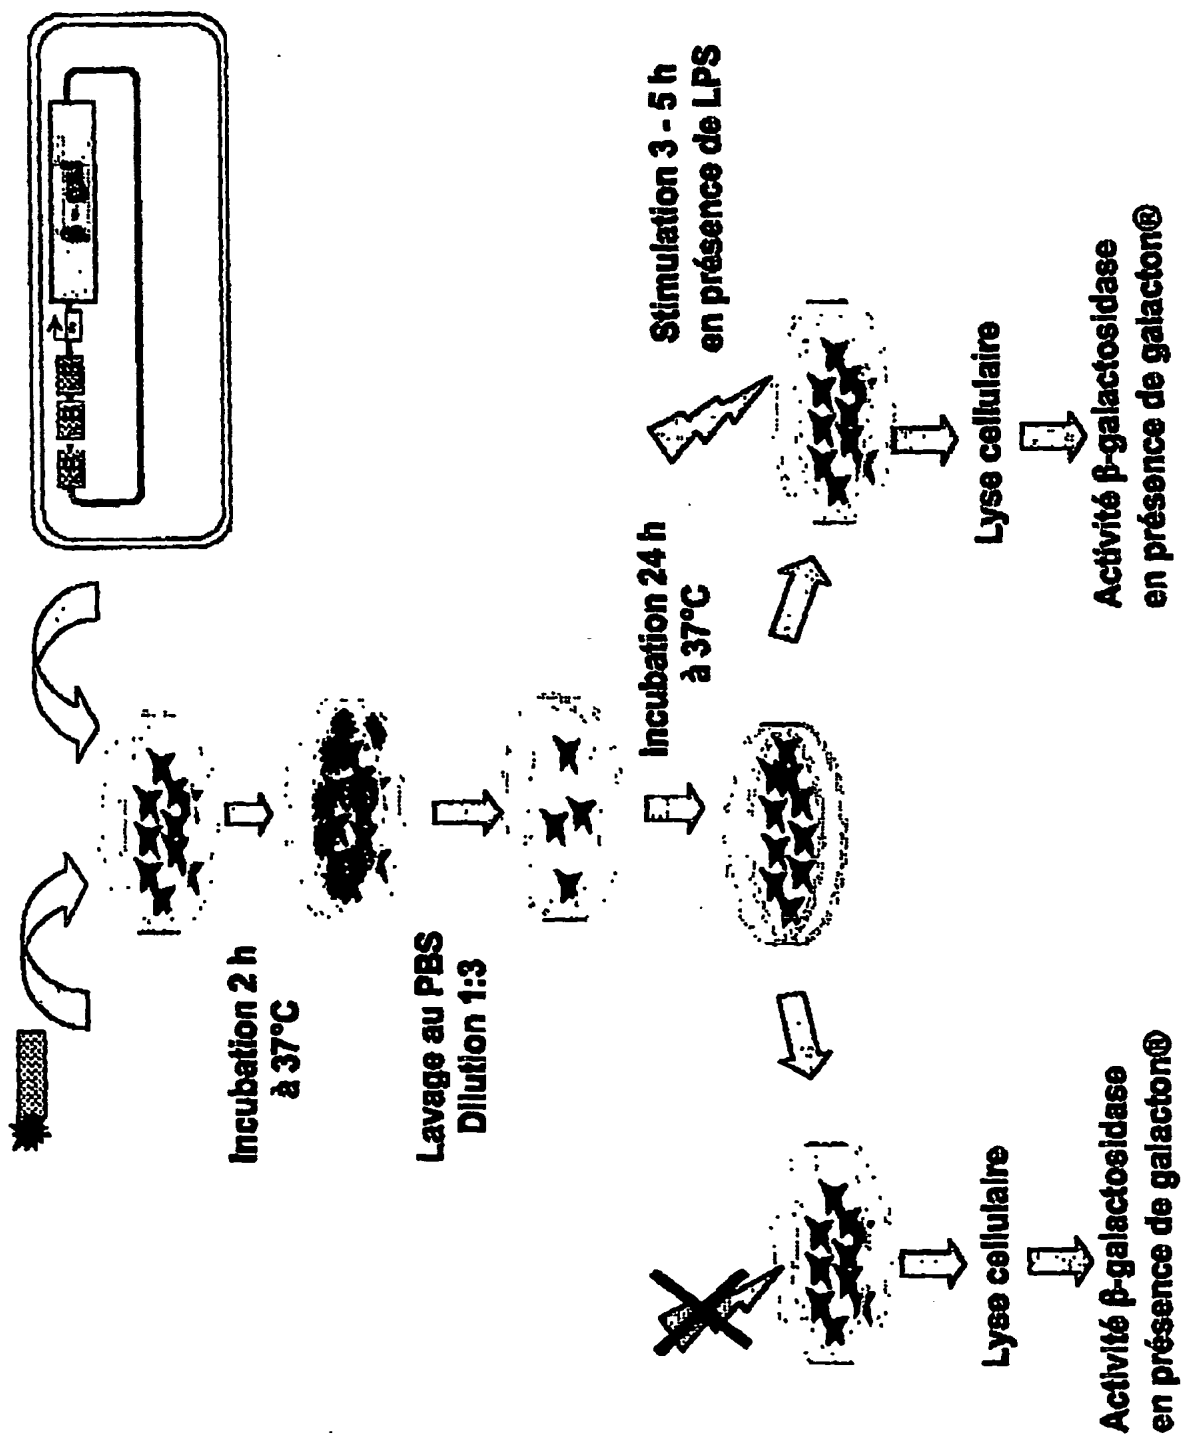 Incubation 2 h
à 37°C
Lavage au PBS
Dilution 1:3
Incubation 24 h
à 37°C
Stimulation 3 - 5 h
en présence de LPS
Lyse cellulaire
Activité β-galactosidase
en présence de galacton®
Lyse cellulaire
Activité β-galactosidase
en présence de galacton®